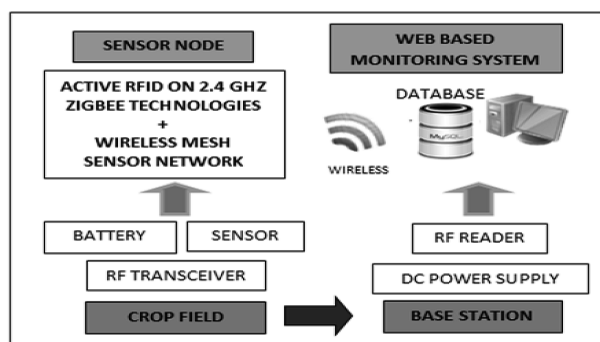 SENSOR NODE
ACTIVE RFID ON 2.4 GHZ
ZIGBEE TECHNOLOGIES
+
WIRELESS MESH
SENSOR NETWORK
BATTERY
SENSOR
RF TRANSCEIVER
CROP FIELD
WEB BASED
MONITORING SYSTEM
DATABASE
MySQL
WIRELESS
RF READER
DC POWER SUPPLY
BASE STATION